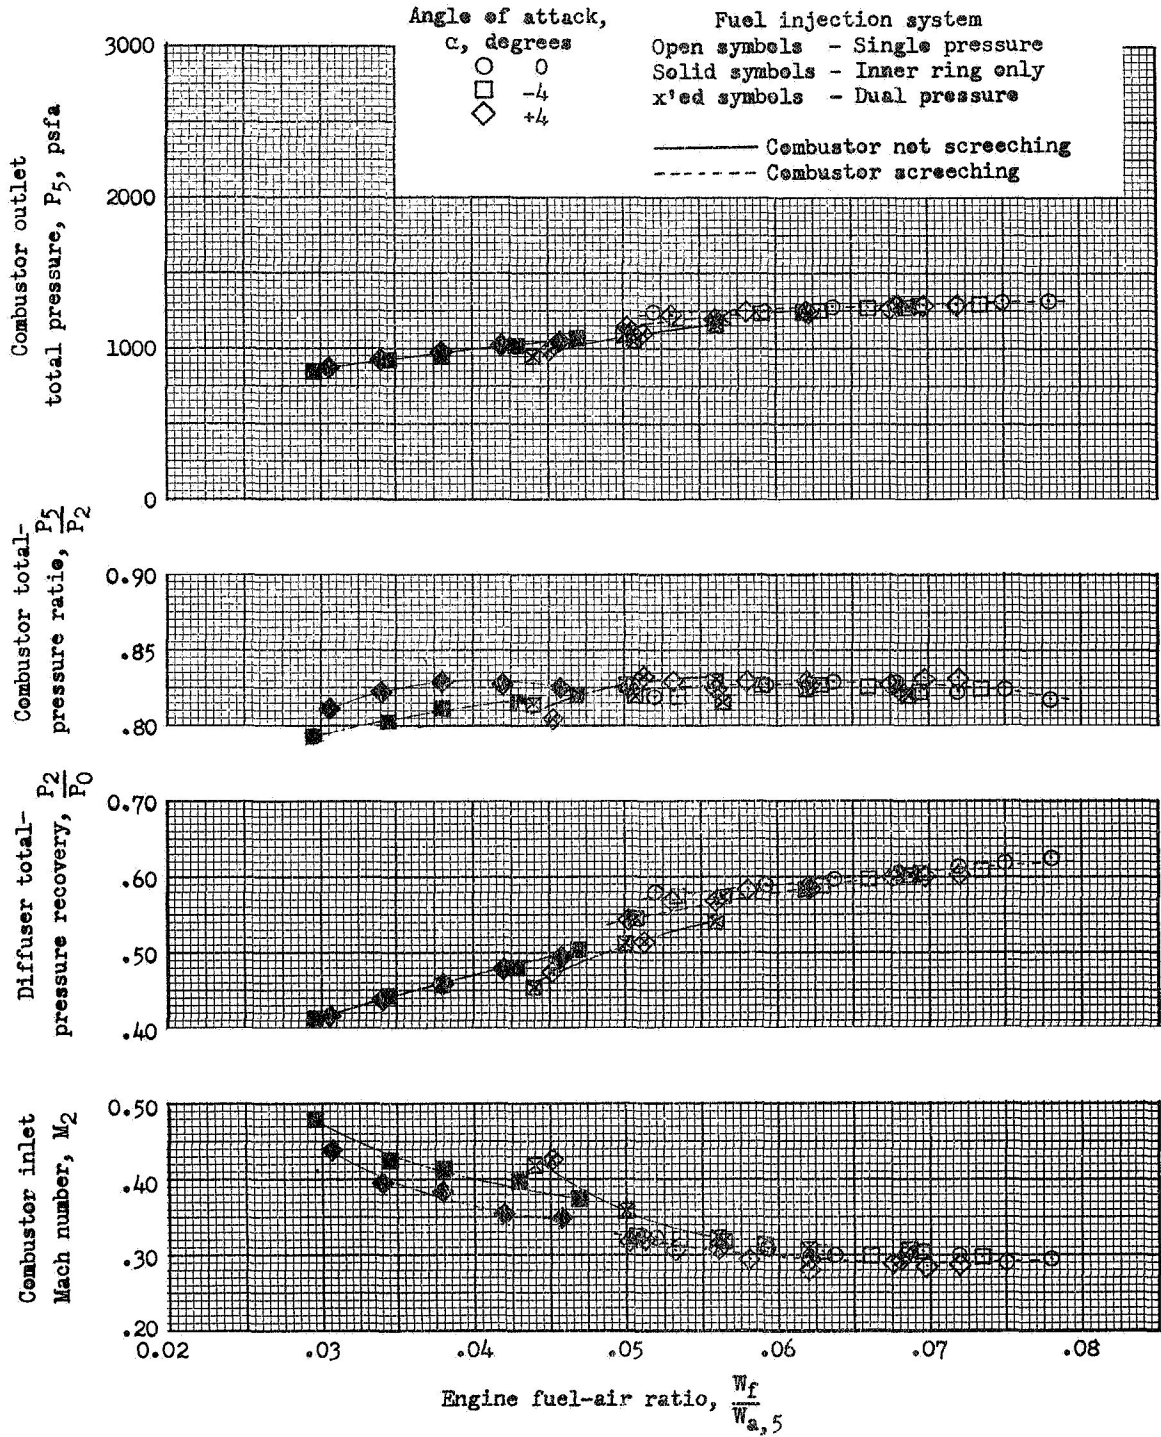 Angle of attack,
α, degrees
0
-4
+4
Fuel injection system
Open symbols - Single pressure
Solid symbols - Inner ring only
x'ed symbols - Dual pressure
Combustor not screeching
Combustor screeching
Combustor outlet
total pressure, P5, psfa
3000
2000
1000
0
Combustor total-
pressure ratio, P5/P2
0.90
.85
.80
Diffuser total-
pressure recovery, P2/P0
0.70
.60
.50
.40
Combustor inlet
Mach number, M2
0.50
.40
.30
.20
0.02 .03 .04 .05 .06 .07 .08
Engine fuel-air ratio, Wf/Wa,5